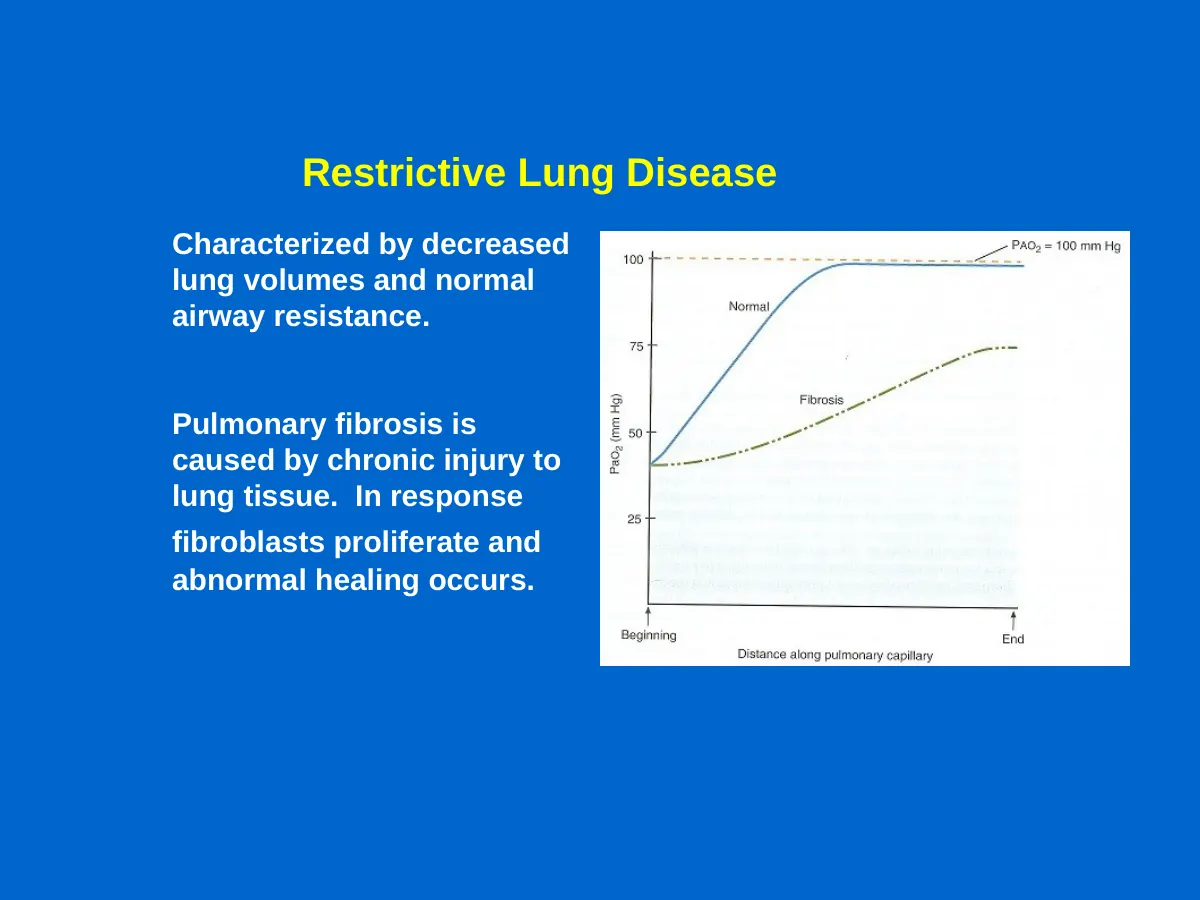 Restrictive Lung Disease
Characterized by decreased
lung volumes and normal
airway resistance.
Pulmonary fibrosis is
caused by chronic injury to
lung tissue.  In response
fibroblasts proliferate and
abnormal healing occurs.
PAO₂ = 100 mm Hg
100
Normal
75
Fibrosis
50
PaO₂ (mm Hg)
25
Beginning
End
Distance along pulmonary capillary